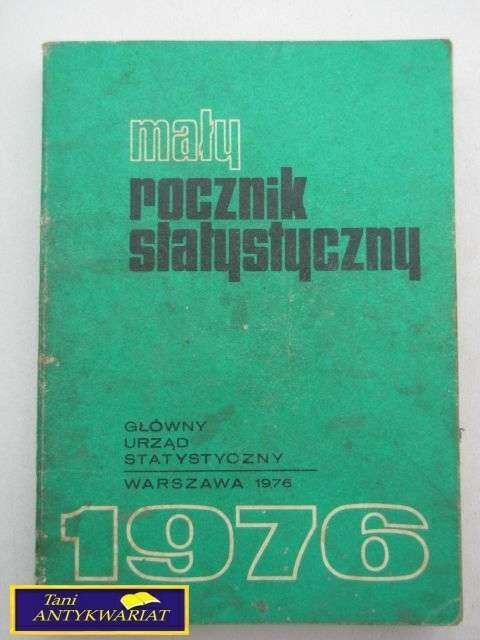 mały
rocznik
statystyczny
GŁÓWNY
URZĄD
STATYSTYCZNY
WARSZAWA 1976
1976
Tani
ANTYKWARIAT